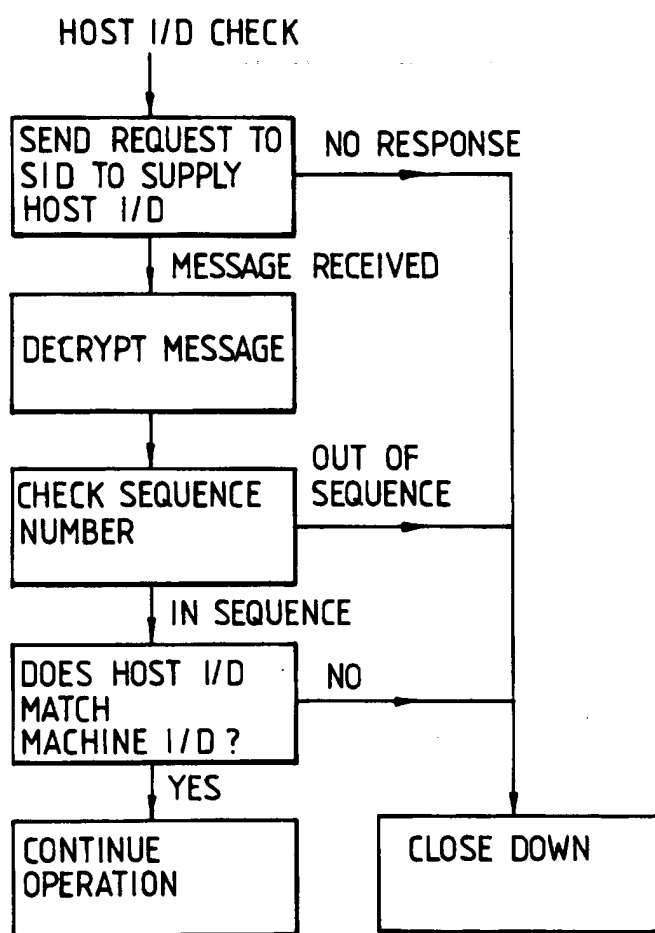 HOST I/D CHECK
SEND REQUEST TO
SID TO SUPPLY
HOST I/D
NO RESPONSE
MESSAGE RECEIVED
DECRYPT MESSAGE
OUT OF
SEQUENCE
CHECK SEQUENCE
NUMBER
IN SEQUENCE
DOES HOST I/D
MATCH
MACHINE I/D ?
NO
YES
CONTINUE
OPERATION
CLOSE DOWN